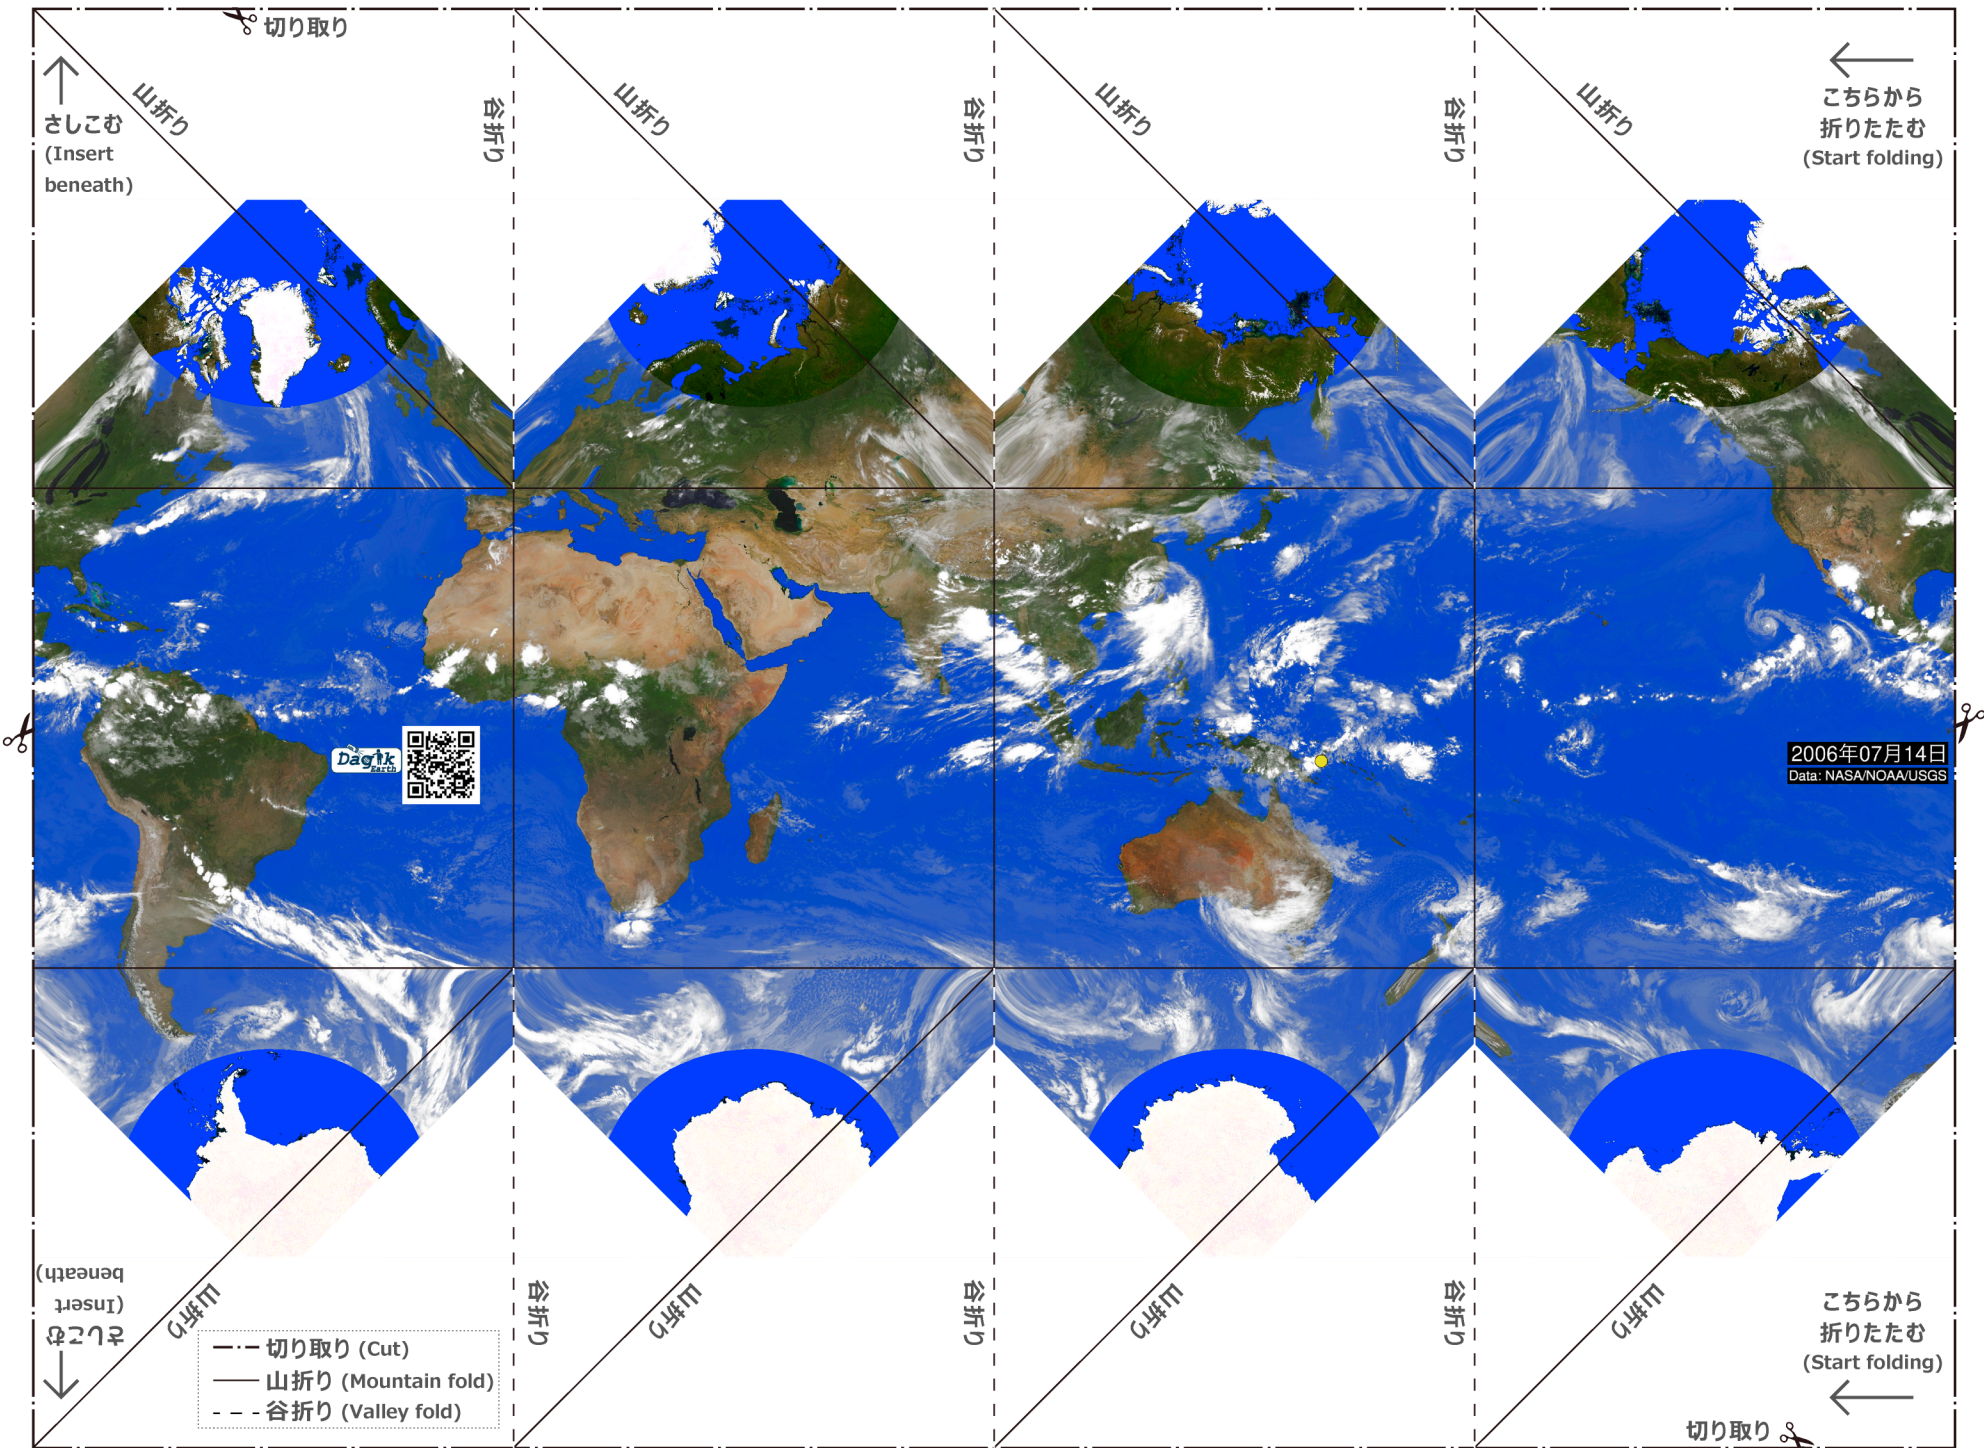 切り取り
山折り
谷折り
山折り
谷折り
山折り
谷折り
山折り
さしこむ
(Insert
beneath)
こちらから
折りたたむ
(Start folding)
Dagik
Earth
2006年07月14日
Data: NASA/NOAA/USGS
さしこむ
(Insert
beneath)
山折り
谷折り
山折り
谷折り
山折り
谷折り
山折り
こちらから
折りたたむ
(Start folding)
切り取り (Cut)
山折り (Mountain fold)
谷折り (Valley fold)
切り取り